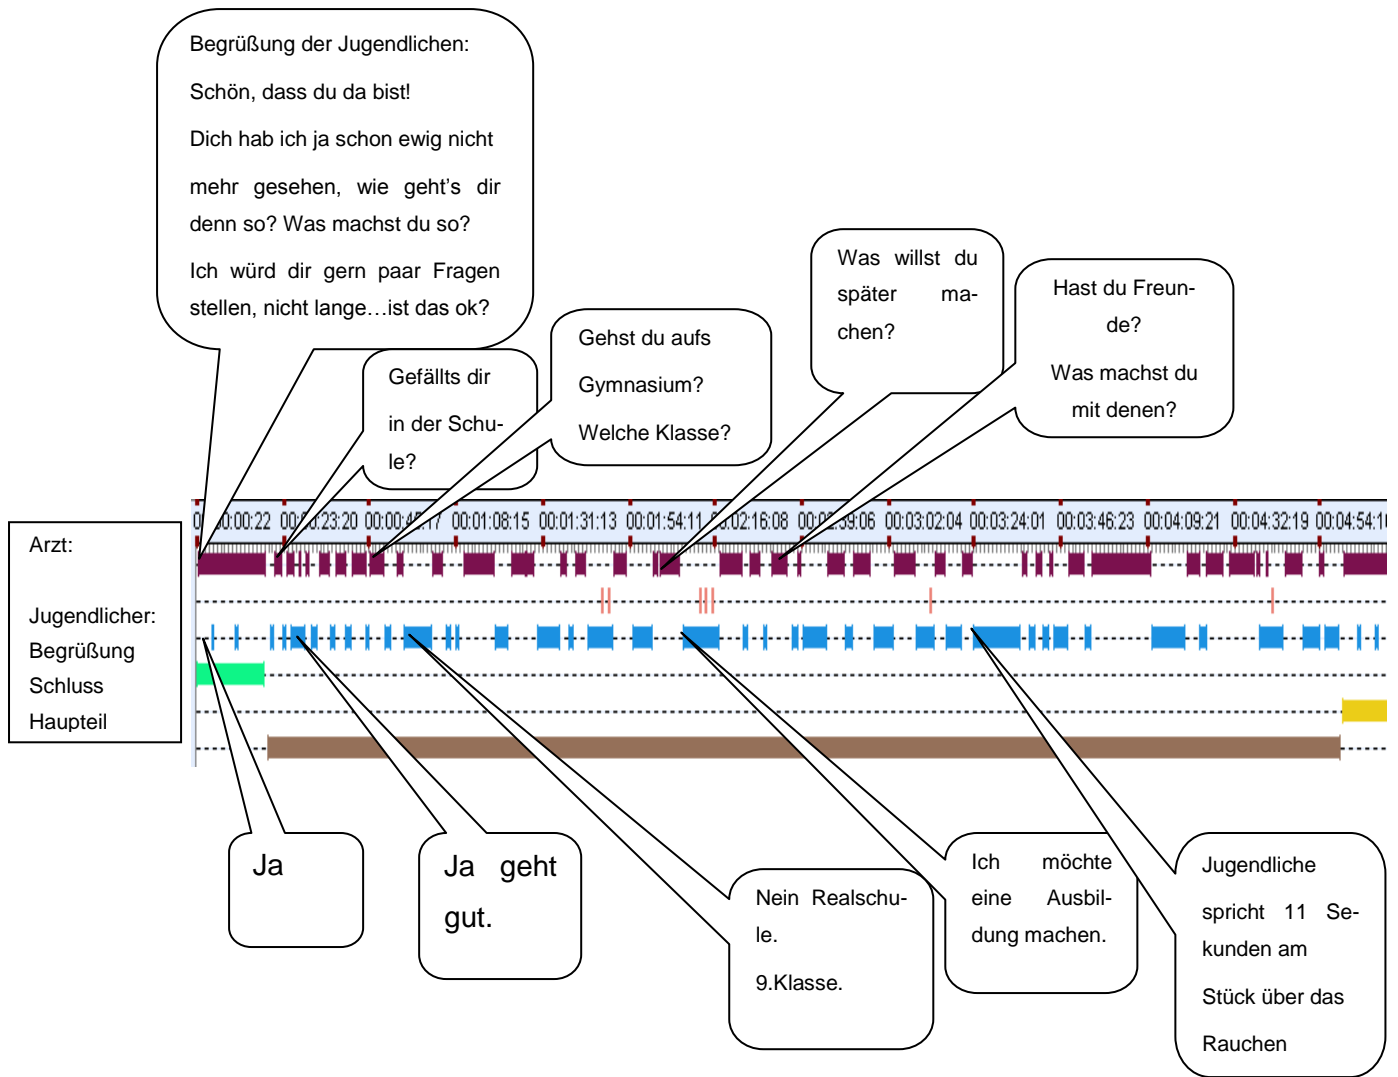 Begrüßung der Jugendlichen:
Schön, dass du da bist!
Dich hab ich ja schon ewig nicht
mehr gesehen, wie geht's dir
denn so? Was machst du so?
Ich würd dir gern paar Fragen
stellen, nicht lange…ist das ok?
Gefällts dir
in der Schu-
le?
Gehst du aufs
Gymnasium?
Welche Klasse?
Was willst du
später ma-
chen?
Hast du Freun-
de?
Was machst du
mit denen?
00:01:08:15 00:01:31:13 00:01:54:11 00:03:02:04 00:03:24:01 00:03:46:23 00:04:09:21 00:04:32:19
Arzt:
Jugendlicher:
Begrüßung
Schluss
Haupteil
Ja
Ja geht
gut.
Nein Realschu-
le.
9.Klasse.
Ich möchte
eine Ausbil-
dung machen.
Jugendliche
spricht 11 Se-
kunden am
Stück über das
Rauchen